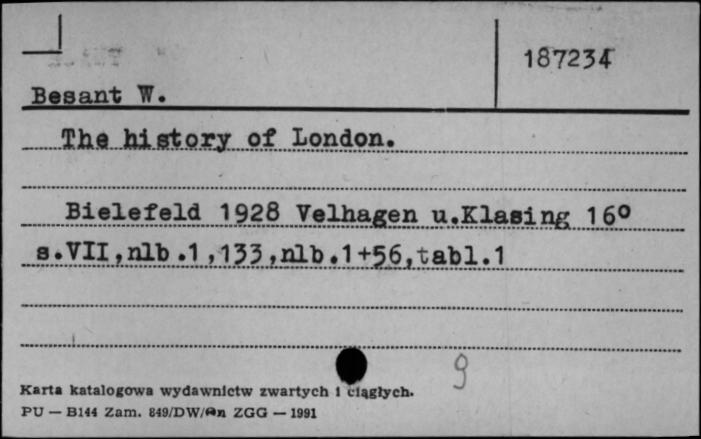 187234
Besant W.
The history of London.
Bielefeld 1928 Velhagen u.Klasing 16°
s.VII,nlb.1,133,nlb.1+56,tabl.1
9
Karta katalogowa wydawnictw zwartych i ciągłych.
PU — B144 Zam. 849/DW/An ZGG — 1991